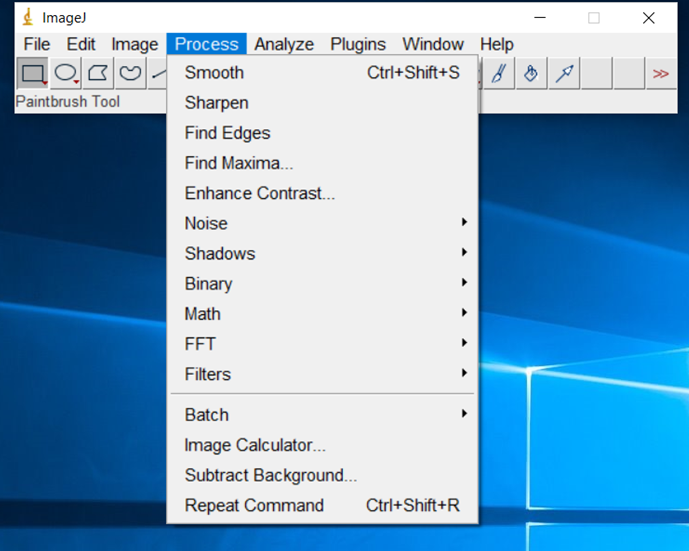 ImageJ
File Edit Image Process Analyze Plugins Window Help
>>
Paintbrush Tool
Smooth Ctrl+Shift+S
Sharpen
Find Edges
Find Maxima...
Enhance Contrast...
Noise
Shadows
Binary
Math
FFT
Filters
Batch
Image Calculator...
Subtract Background...
Repeat Command Ctrl+Shift+R